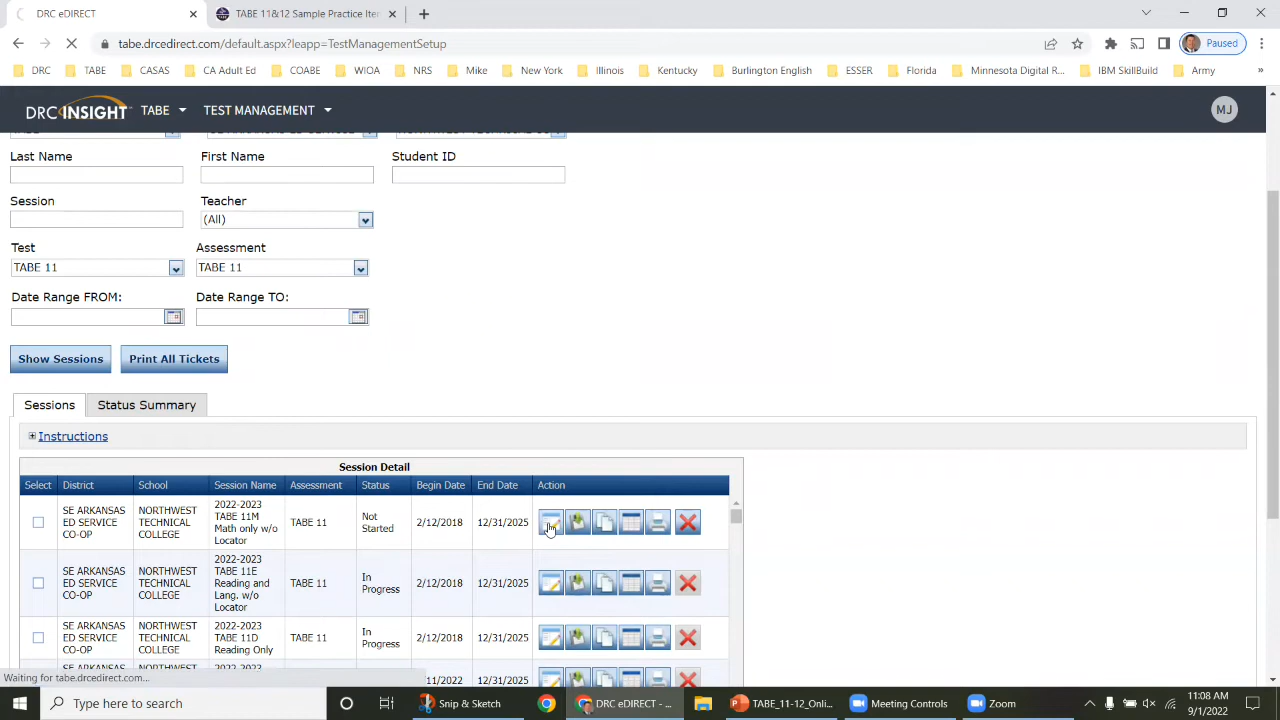 DRC eDIRECT
TABE 11&12 Sample Practice Iter
tabe.drcedirect.com/default.aspx?leapp=TestManagementSetup
Paused
DRC
TABE
CASAS
CA Adult Ed
COABE
WIOA
NRS
Mike
New York
Illinois
Kentucky
Burlington English
ESSER
Florida
Minnesota Digital R...
IBM SkillBuild
Army
»
DRC INSIGHT
TABE
TEST MANAGEMENT
MJ
Last Name
First Name
Student ID
Session
Teacher
(All)
Test
Assessment
TABE 11
TABE 11
Date Range FROM:
Date Range TO:
Show Sessions
Print All Tickets
Sessions
Status Summary
Instructions
Session Detail
Select District School Session Name Assessment Status Begin Date End Date Action
SE ARKANSAS ED SERVICE CO-OP
NORTHWEST TECHNICAL COLLEGE
2022-2023 TABE 11M Math only w/o Locator
TABE 11
Not Started
2/12/2018
12/31/2025
SE ARKANSAS ED SERVICE CO-OP
NORTHWEST TECHNICAL COLLEGE
2022-2023 TABE 11E Reading and Lang. w/o Locator
TABE 11
In Progress
2/12/2018
12/31/2025
SE ARKANSAS ED SERVICE CO-OP
NORTHWEST TECHNICAL COLLEGE
2022-2023 TABE 11D Reading Only
TABE 11
In Progress
2/12/2018
12/31/2025
SE ARKANSAS
NORTHWEST
2022-2023
11/2022
12/31/2025
Waiting for tabe.drcedirect.com...
Type here to search
Snip & Sketch
DRC eDIRECT - ...
TABE_11-12_Onli...
Meeting Controls
Zoom
11:08 AM
9/1/2022